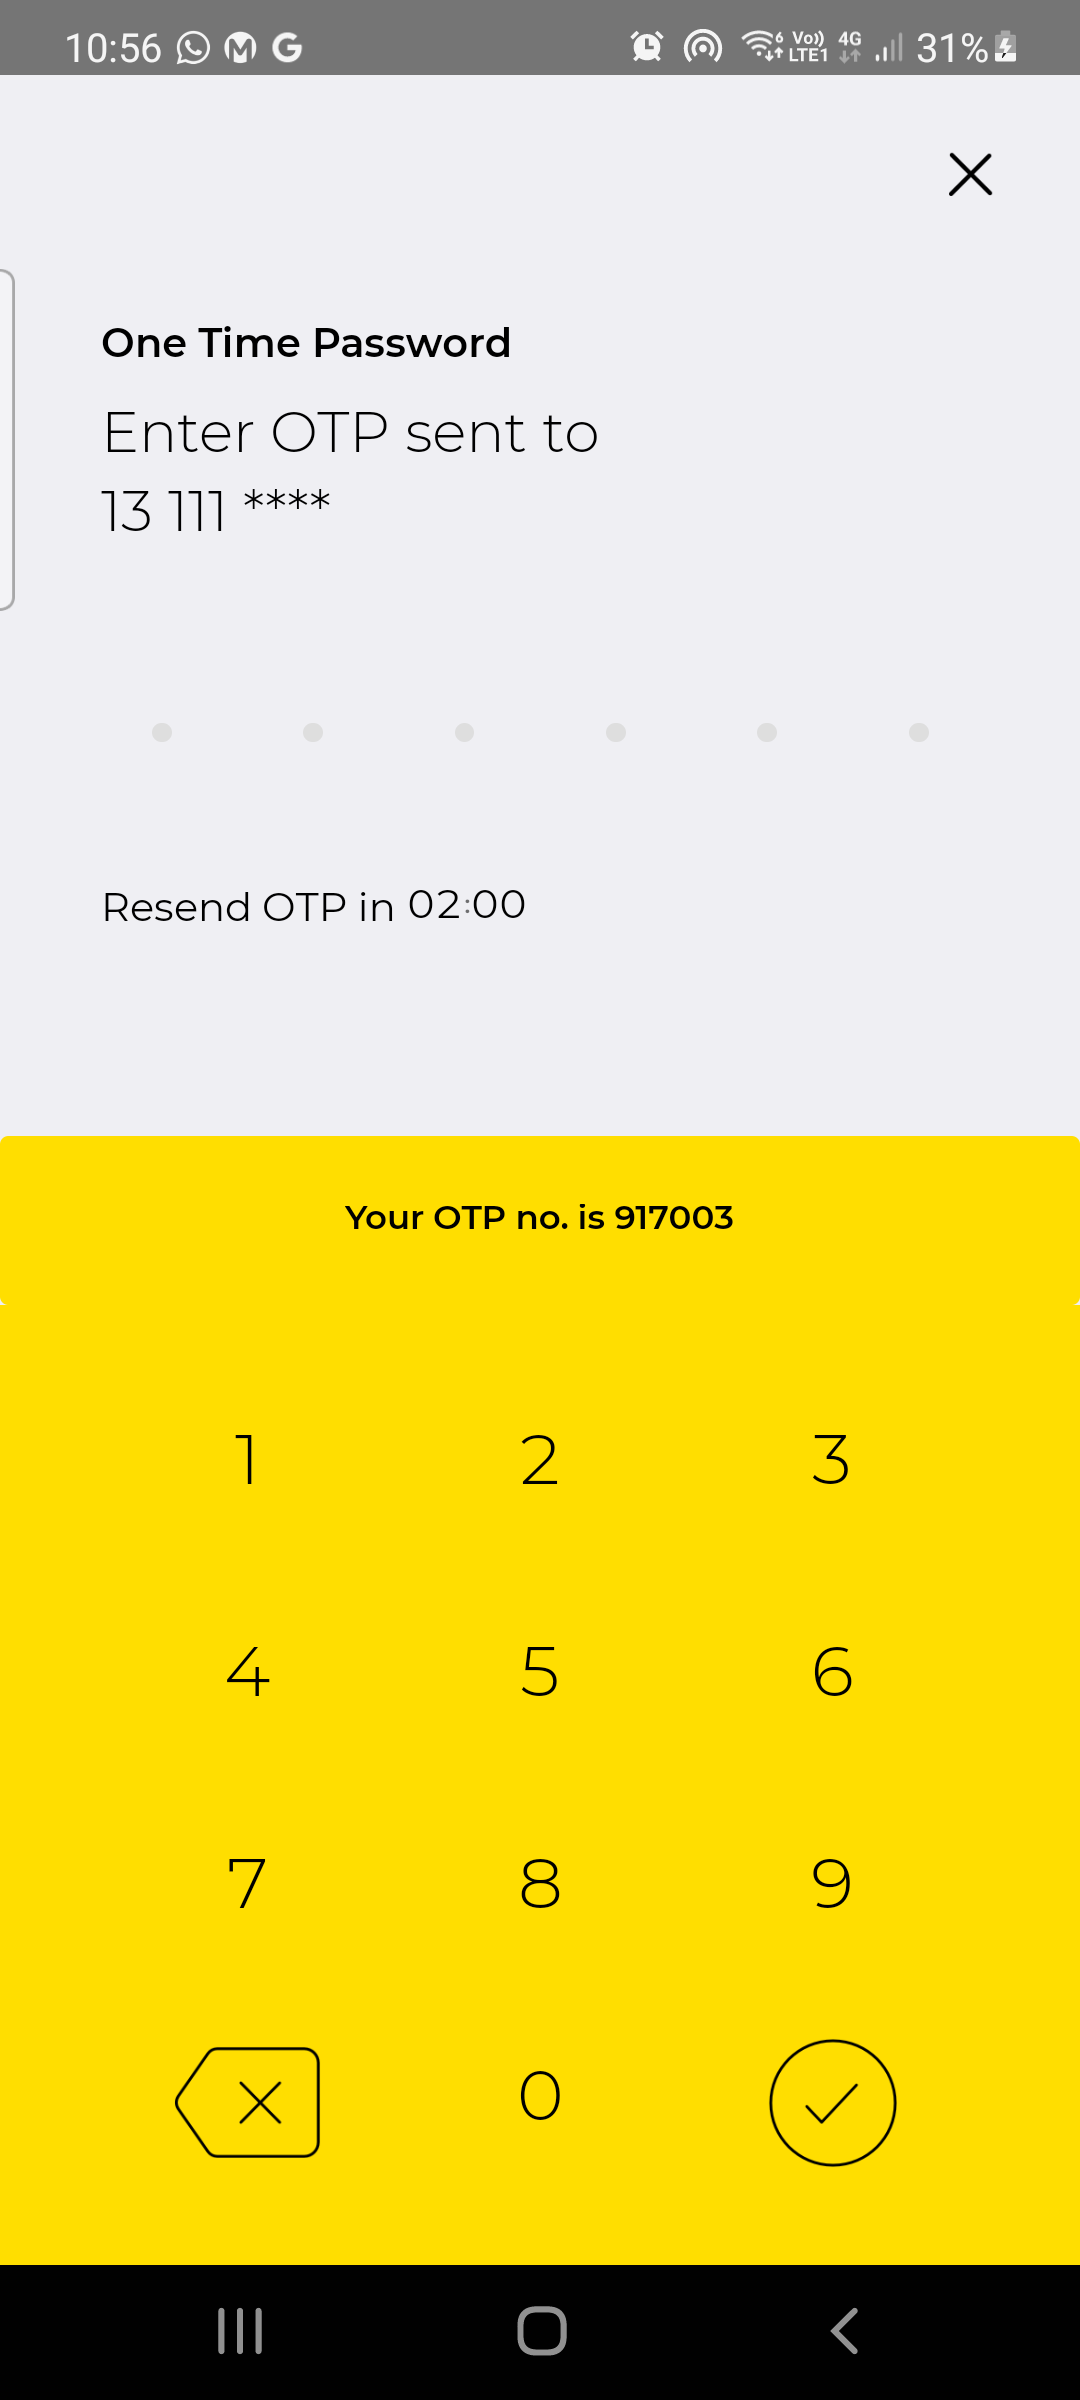 10:56
6 Vo)) LTE1 4G 31%
One Time Password
Enter OTP sent to
13 111 ****
Resend OTP in 02:00
Your OTP no. is 917003
1 2 3
4 5 6
7 8 9
0